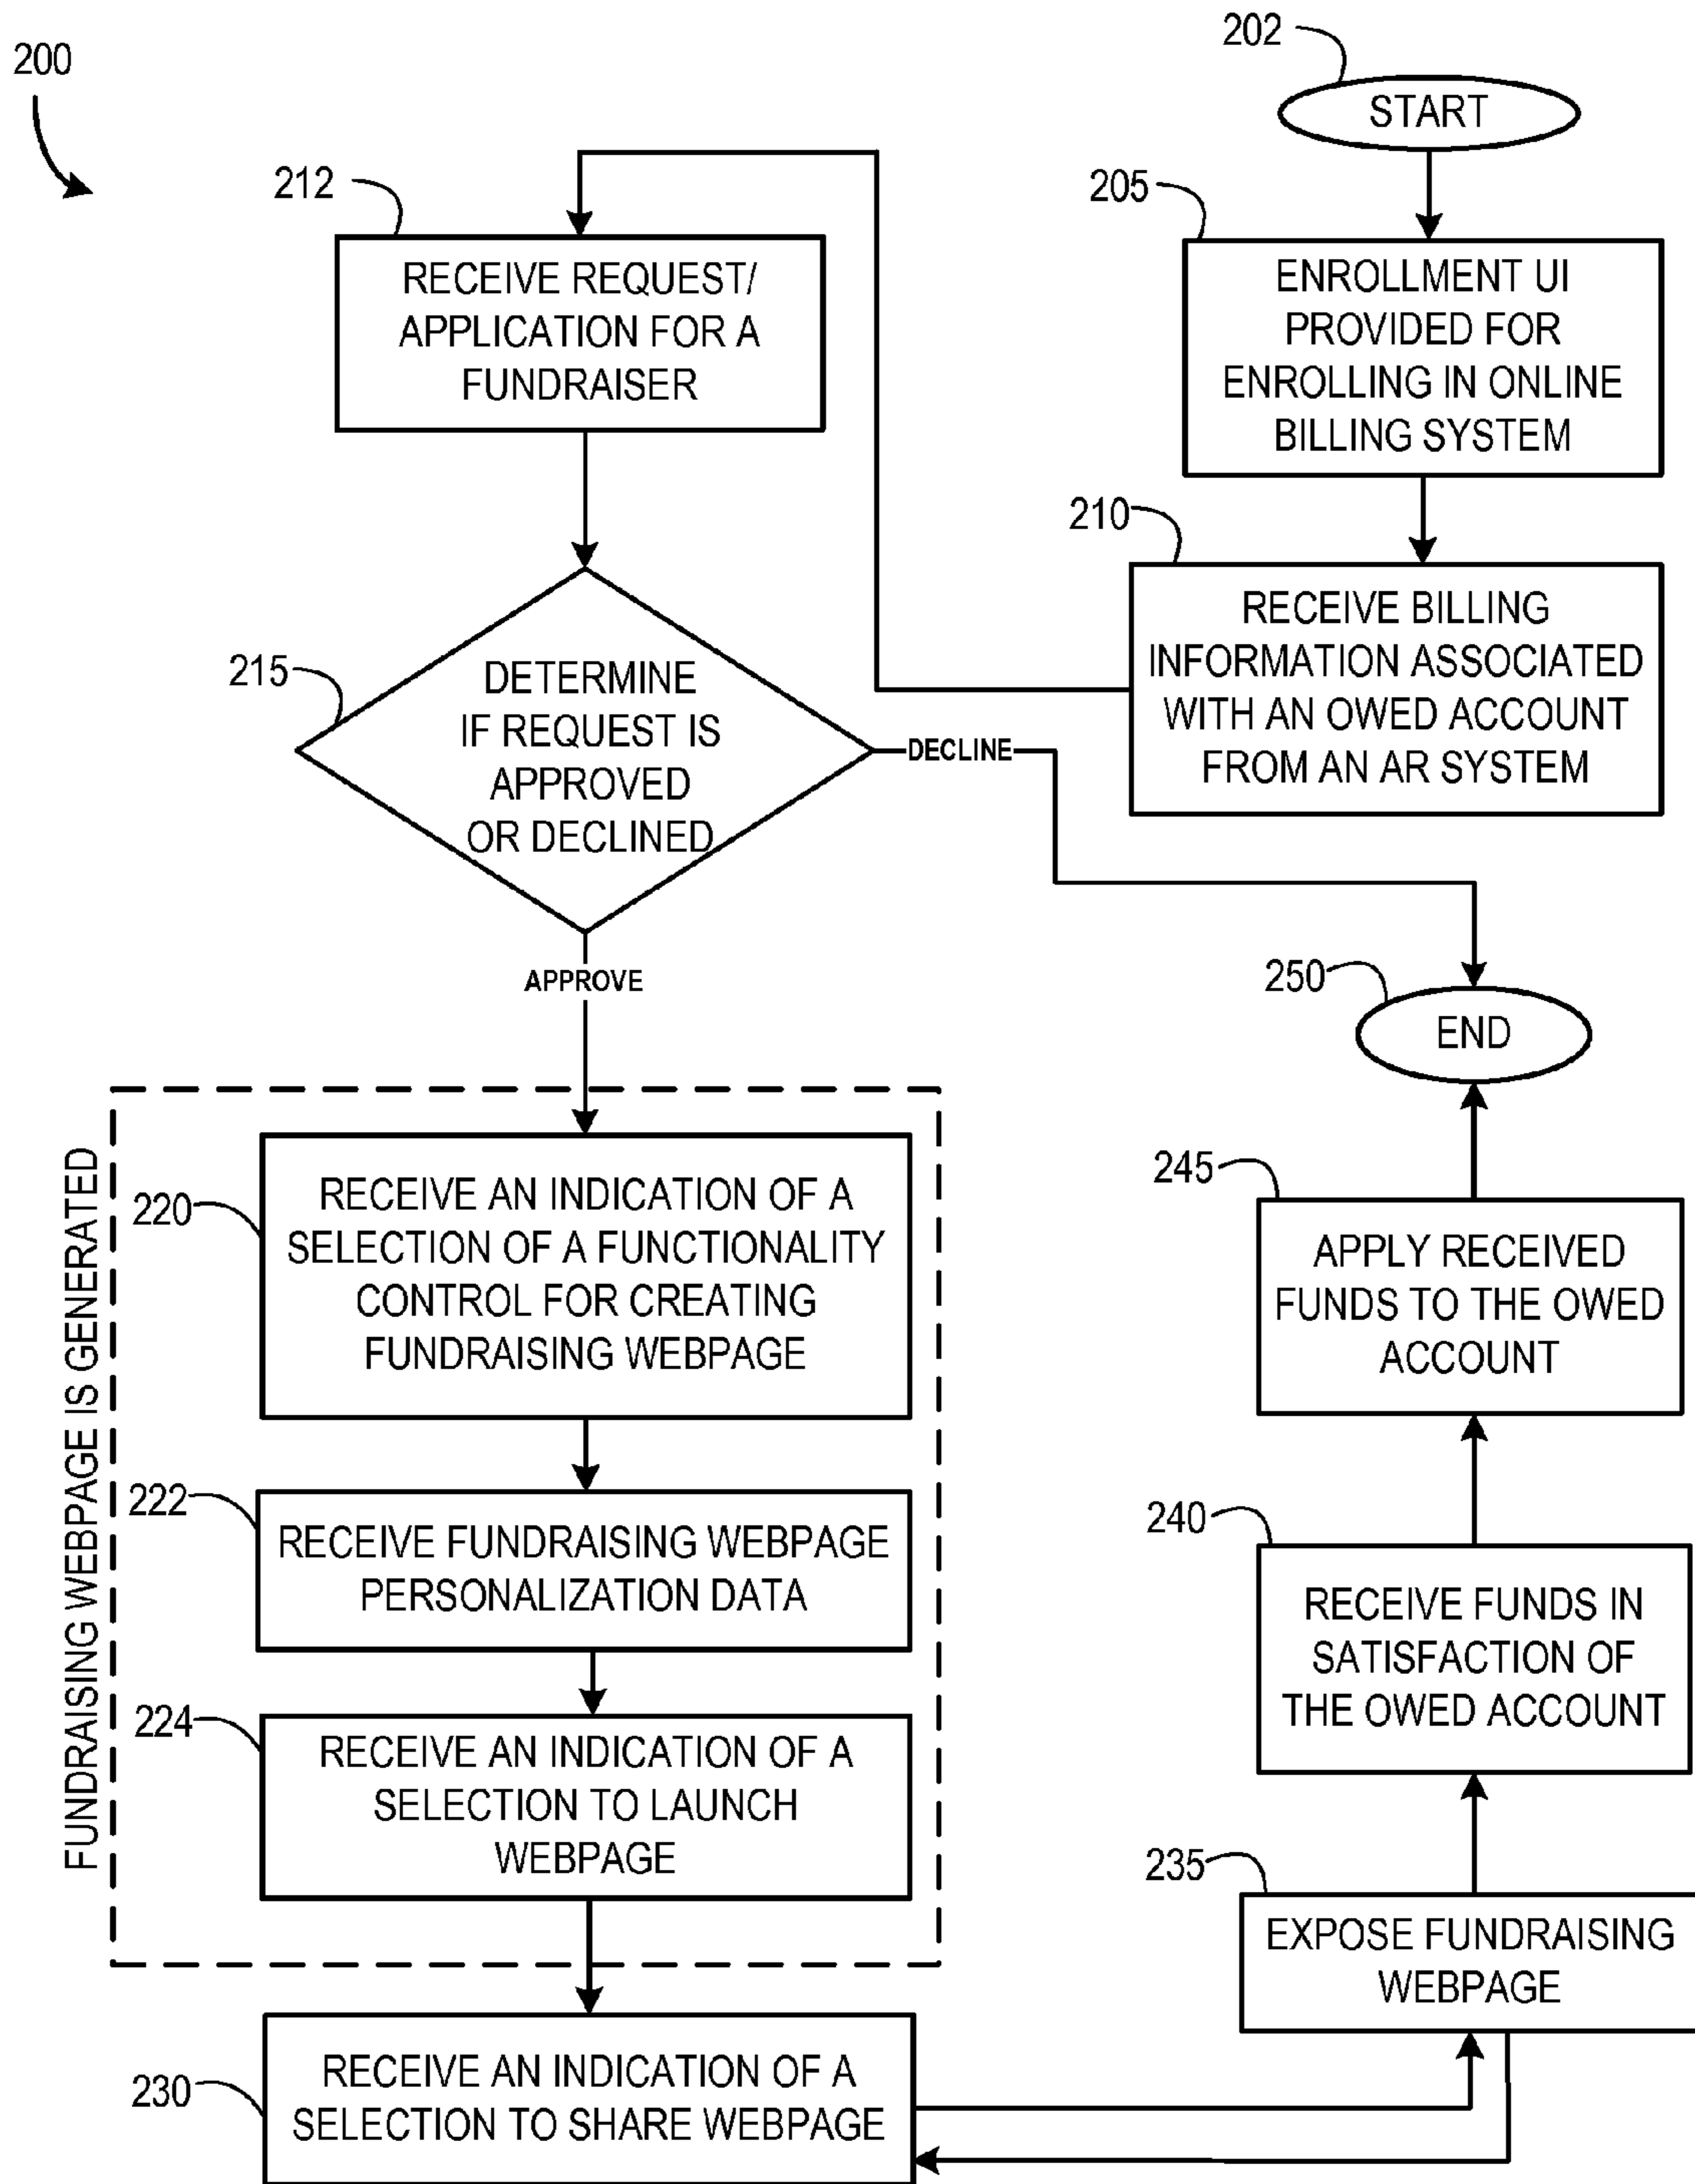 200
202
START
205
ENROLLMENT UI
PROVIDED FOR
ENROLLING IN ONLINE
BILLING SYSTEM
210
RECEIVE BILLING
INFORMATION ASSOCIATED
WITH AN OWED ACCOUNT
FROM AN AR SYSTEM
212
RECEIVE REQUEST/
APPLICATION FOR A
FUNDRAISER
215
DETERMINE
IF REQUEST IS
APPROVED
OR DECLINED
DECLINE
APPROVE
FUNDRAISING WEBPAGE IS GENERATED
220
RECEIVE AN INDICATION OF A
SELECTION OF A FUNCTIONALITY
CONTROL FOR CREATING
FUNDRAISING WEBPAGE
222
RECEIVE FUNDRAISING WEBPAGE
PERSONALIZATION DATA
224
RECEIVE AN INDICATION OF A
SELECTION TO LAUNCH
WEBPAGE
230
RECEIVE AN INDICATION OF A
SELECTION TO SHARE WEBPAGE
235
EXPOSE FUNDRAISING
WEBPAGE
240
RECEIVE FUNDS IN
SATISFACTION OF
THE OWED ACCOUNT
245
APPLY RECEIVED
FUNDS TO THE OWED
ACCOUNT
250
END